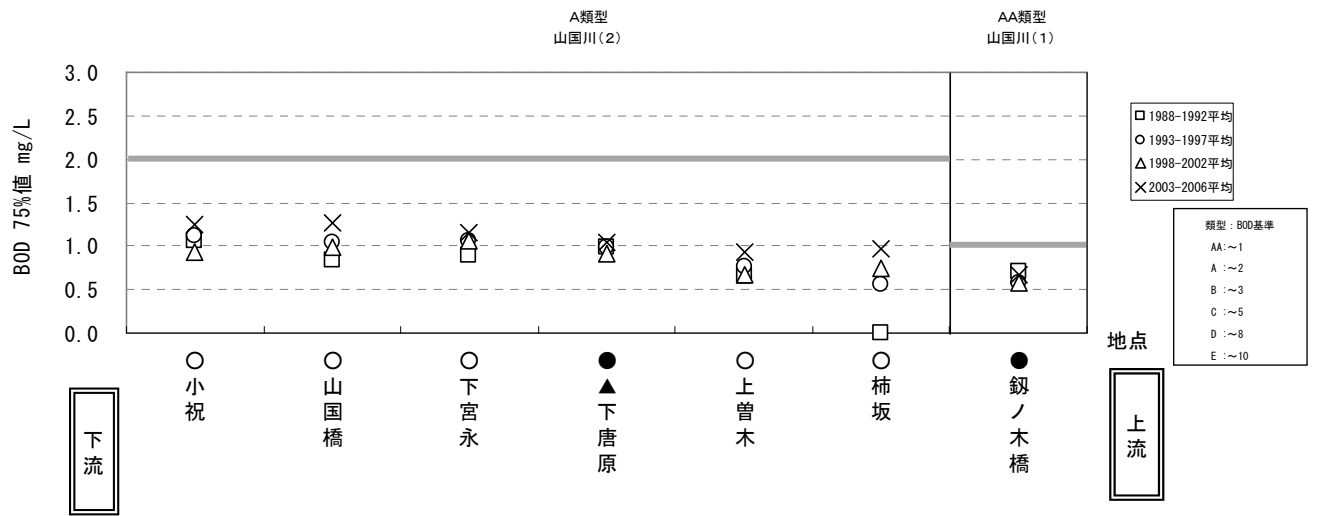 A類型
山国川(2)
AA類型
山国川(1)
BOD 75%値 mg/L
3.0
2.5
2.0
1.5
1.0
0.5
0.0
□ 1988-1992平均
○ 1993-1997平均
△ 1998-2002平均
× 2003-2006平均
類型：BOD基準
AA:～1
A :～2
B :～3
C :～5
D :～8
E :～10
○小祝
○山国橋
○下宮永
●▲下唐原
○上曽木
○柿坂
●釼ノ木橋
地点
下流
上流